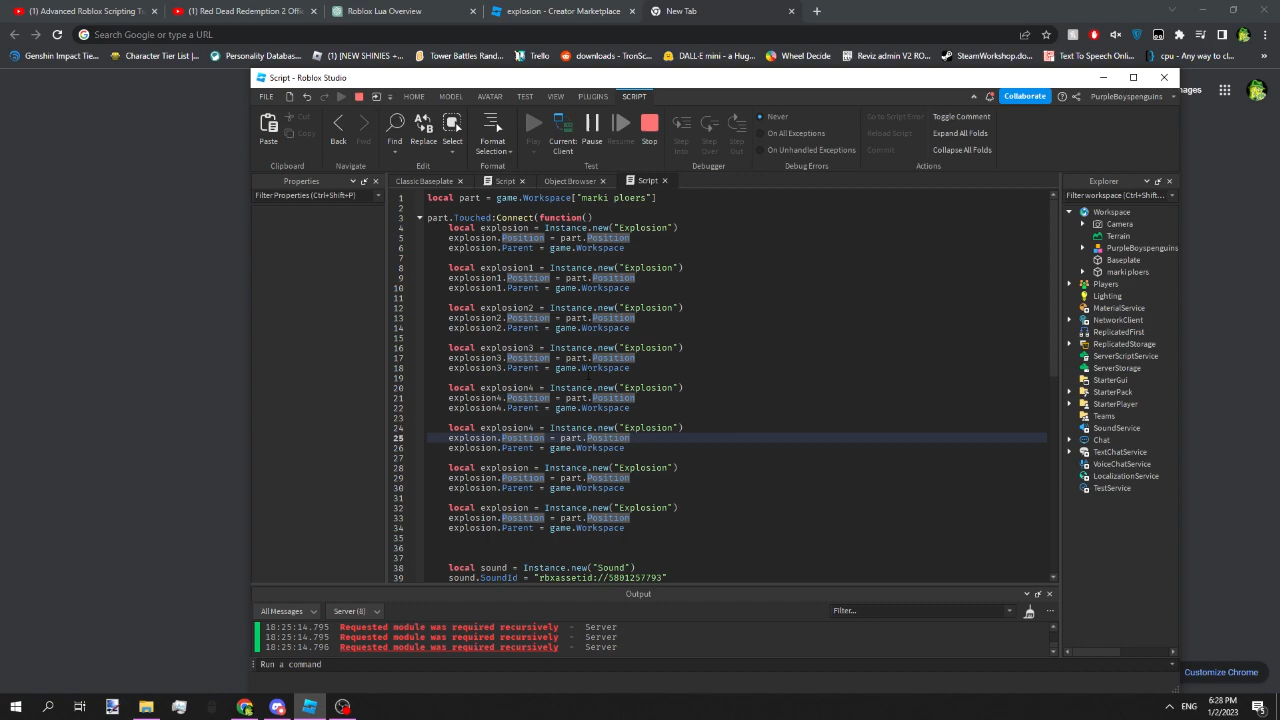 (1) Advanced Roblox Scripting Tu
(1) Red Dead Redemption 2 Offi
Roblox Lua Overview
explosion - Creator Marketplace
New Tab
Search Google or type a URL
Genshin Impact
Character Tier List |...
Personality Database...
[NEW SHINIES +...
Tower Battles Rand...
Trello
downloads - TronScr...
DALL·E mini - a Hug...
Wheel Decide
Reviz admin V2 RO...
SteamWorkshop.do...
Text To Speech Onl...
cpu - Any way to cl...
Script - Roblox Studio
ages
FILE
HOME
MODEL
AVATAR
TEST
VIEW
PLUGINS
SCRIPT
Collaborate
PurpleBoyspenguins
Paste
Cut
Copy
Back
Fwd
Find
Replace
Select
Format
Selection
Play
Current:
Client
Pause
Resume
Stop
Step
Into
Step
Over
Step
Out
Never
On All Exceptions
On Unhandled Exceptions
Go to Script Error
Reload Script
Commit
Toggle Comment
Expand All Folds
Collapse All Folds
Clipboard
Navigate
Edit
Format
Test
Debugger
Debug Errors
Actions
Properties
Filter Properties (Ctrl+Shift+P)
Classic Baseplate
Script
Object Browser
Script
1 local part = game.Workspace["marki ploers"]
2
3 part.Touched:Connect(function()
4 local explosion = Instance.new("Explosion")
5 explosion.Position = part.Position
6 explosion.Parent = game.Workspace
7
8 local explosion1 = Instance.new("Explosion")
9 explosion1.Position = part.Position
10 explosion1.Parent = game.Workspace
11
12 local explosion2 = Instance.new("Explosion")
13 explosion2.Position = part.Position
14 explosion2.Parent = game.Workspace
15
16 local explosion3 = Instance.new("Explosion")
17 explosion3.Position = part.Position
18 explosion3.Parent = game.Workspace
19
20 local explosion4 = Instance.new("Explosion")
21 explosion4.Position = part.Position
22 explosion4.Parent = game.Workspace
23
24 local explosion4 = Instance.new("Explosion")
25 explosion.Position = part.Position
26 explosion.Parent = game.Workspace
27
28 local explosion = Instance.new("Explosion")
29 explosion.Position = part.Position
30 explosion.Parent = game.Workspace
31
32 local explosion = Instance.new("Explosion")
33 explosion.Position = part.Position
34 explosion.Parent = game.Workspace
35
36
37
38 local sound = Instance.new("Sound")
39 sound.SoundId = "rbxassetid://5801257793"
Explorer
Filter workspace (Ctrl+Shift...
Workspace
Camera
Terrain
PurpleBoyspenguins
Baseplate
marki ploers
Players
Lighting
MaterialService
NetworkClient
ReplicatedFirst
ReplicatedStorage
ServerScriptService
ServerStorage
StarterGui
StarterPack
StarterPlayer
Teams
SoundService
Chat
TextChatService
VoiceChatService
LocalizationService
TestService
Output
All Messages
Server (8)
Filter...
18:25:14.795 Requested module was required recursively - Server
18:25:14.795 Requested module was required recursively - Server
18:25:14.796 Requested module was required recursively - Server
Run a command
Customize Chrome
ENG
6:28 PM
1/2/2023